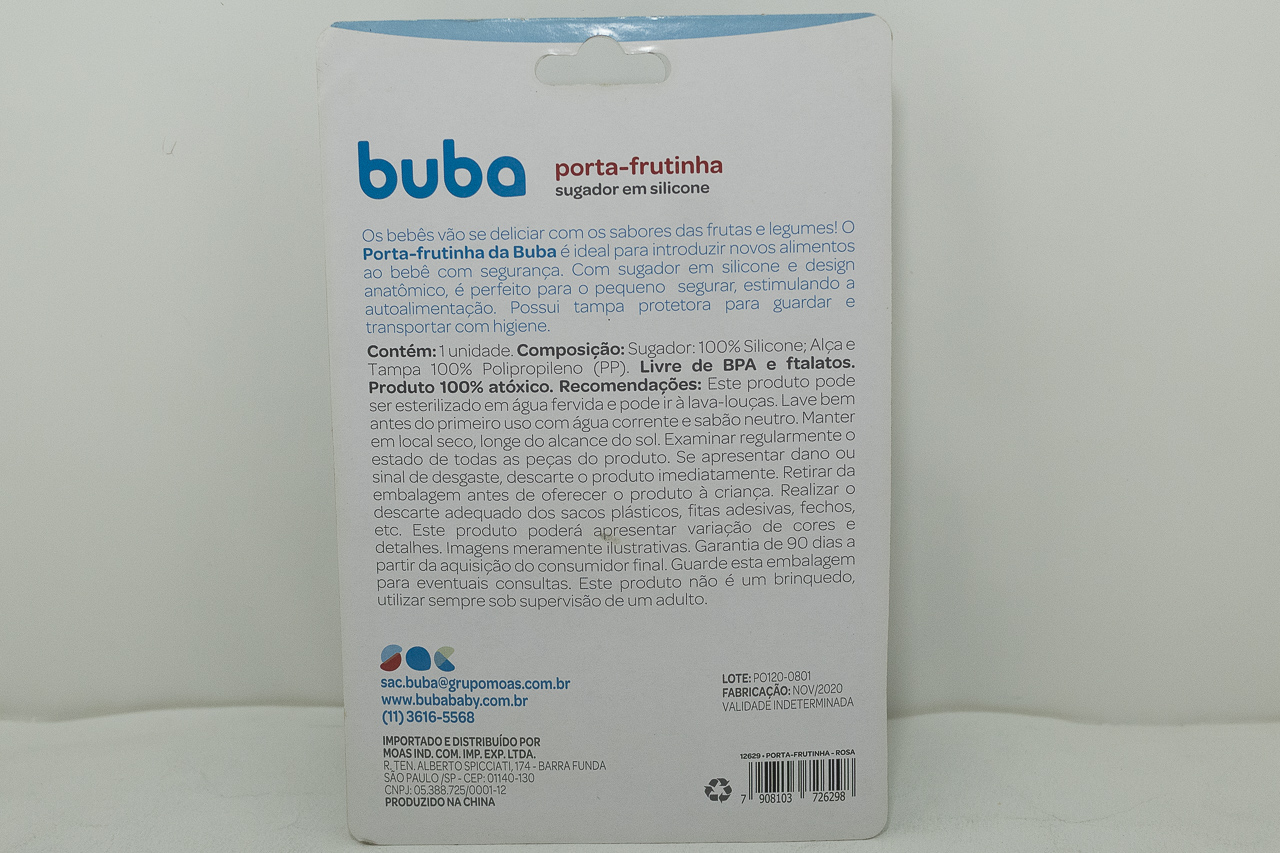 buba
porta-frutinha
sugador em silicone
Os bebês vão se deliciar com os sabores das frutas e legumes! O
Porta-frutinha da Buba é ideal para introduzir novos alimentos
ao bebê com segurança. Com sugador em silicone e design
anatômico, é perfeito para o pequeno segurar, estimulando a
autoalimentação. Possui tampa protetora para guardar e
transportar com higiene.
Contém: 1 unidade. Composição: Sugador: 100% Silicone; Alça e
Tampa 100% Polipropileno (PP). Livre de BPA e ftalatos.
Produto 100% atóxico. Recomendações: Este produto pode
ser esterilizado em água fervida e pode ir à lava-louças. Lave bem
antes do primeiro uso com água corrente e sabão neutro. Manter
em local seco, longe do alcance do sol. Examinar regularmente o
estado de todas as peças do produto. Se apresentar dano ou
sinal de desgaste, descarte o produto imediatamente. Retirar da
embalagem antes de oferecer o produto à criança. Realizar o
descarte adequado dos sacos plásticos, fitas adesivas, fechos,
etc. Este produto poderá apresentar variação de cores e
detalhes. Imagens meramente ilustrativas. Garantia de 90 dias a
partir da aquisição do consumidor final. Guarde esta embalagem
para eventuais consultas. Este produto não é um brinquedo,
utilizar sempre sob supervisão de um adulto.
sac
sac.buba@grupomoas.com.br
www.bubababy.com.br
(11) 3616-5568
IMPORTADO E DISTRIBUÍDO POR
MOAS IND. COM. IMP. EXP. LTDA.
R. TEN. ALBERTO SPICCIATI, 174 - BARRA FUNDA
SÃO PAULO /SP - CEP: 01140-130
CNPJ: 05.388.725/0001-12
PRODUZIDO NA CHINA
LOTE: PO120-0801
FABRICAÇÃO: NOV/2020
VALIDADE INDETERMINADA
12629 • PORTA-FRUTINHA - ROSA
7 908103 726298